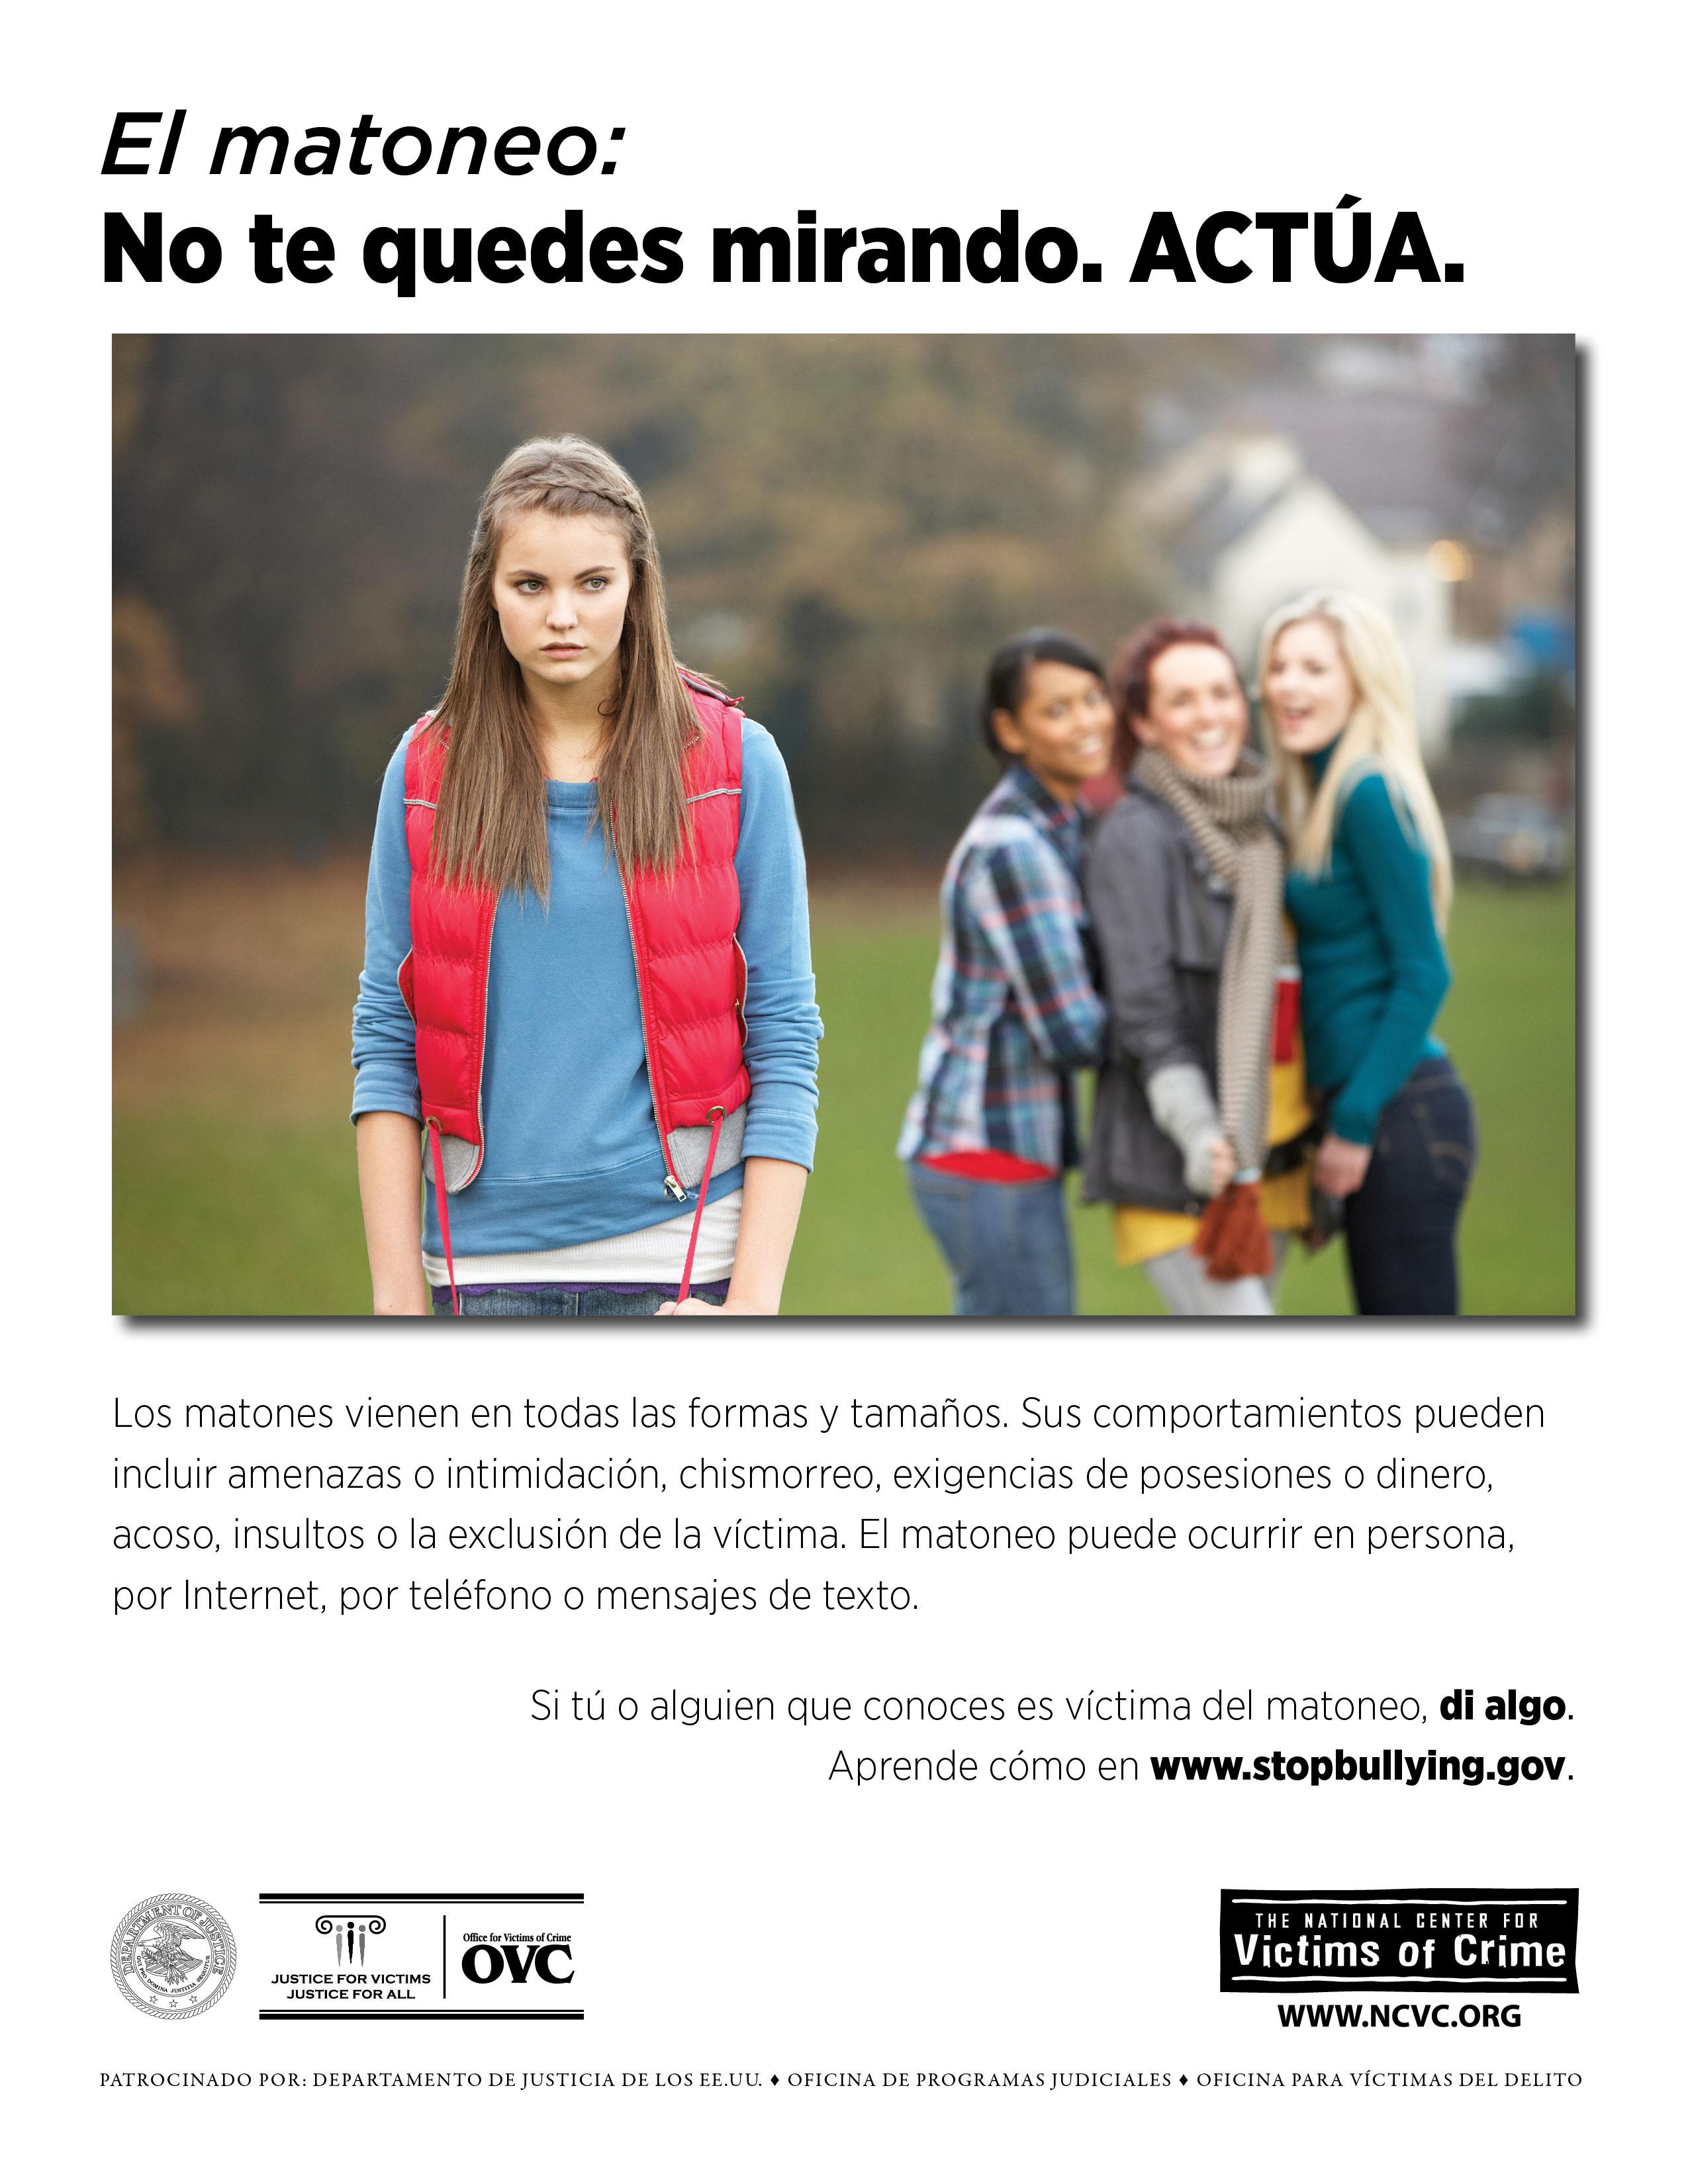 El matoneo:
No te quedes mirando. ACTÚA.
Los matones vienen en todas las formas y tamaños. Sus comportamientos pueden
incluir amenazas o intimidación, chismorreo, exigencias de posesiones o dinero,
acoso, insultos o la exclusión de la víctima. El matoneo puede ocurrir en persona,
por Internet, por teléfono o mensajes de texto.
Si tú o alguien que conoces es víctima del matoneo, di algo.
Aprende cómo en www.stopbullying.gov.
DEPARTMENT OF JUSTICE
QUI PRO DOMINA JUSTITIA SEQUITUR
JUSTICE FOR VICTIMS
JUSTICE FOR ALL
Office for Victims of Crime
OVC
THE NATIONAL CENTER FOR
Victims of Crime
WWW.NCVC.ORG
PATROCINADO POR: DEPARTAMENTO DE JUSTICIA DE LOS EE.UU. ♦ OFICINA DE PROGRAMAS JUDICIALES ♦ OFICINA PARA VÍCTIMAS DEL DELITO